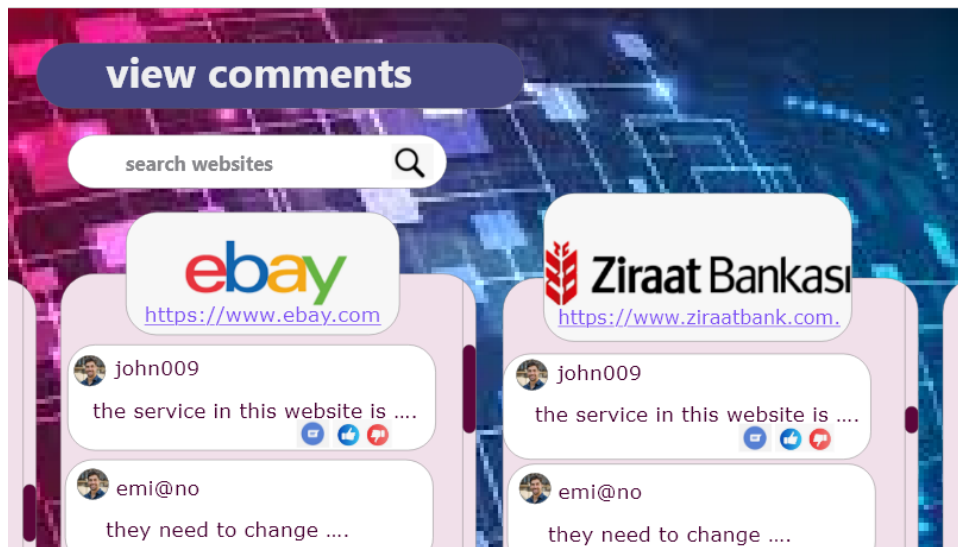 view comments
search websites
ebay
https://www.ebay.com
john009
the service in this website is ....
emi@no
they need to change ....
Ziraat Bankası
https://www.ziraatbank.com.
john009
the service in this website is ....
emi@no
they need to change ....